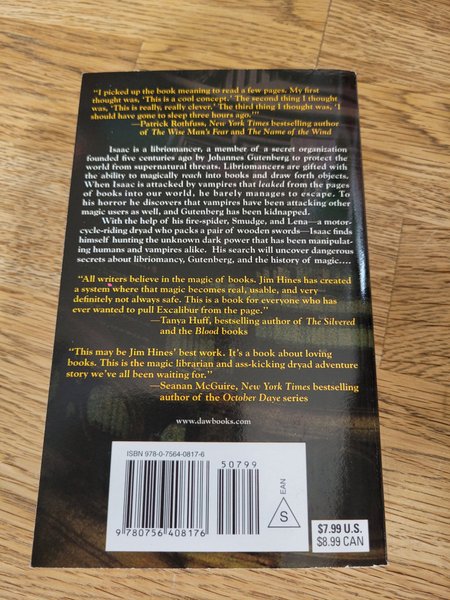 "I picked up the book meaning to read a few pages. My first
thought was, 'This is a cool concept.' The second thing I thought
was, 'This is really, really clever.' The third thing I thought was, 'I
should have gone to sleep three hours ago.'"
—Patrick Rothfuss, New York Times bestselling author
of The Wise Man's Fear and The Name of the Wind
Isaac is a libriomancer, a member of a secret organization
founded five centuries ago by Johannes Gutenberg to protect the
world from supernatural threats. Libriomancers are gifted with
the ability to magically reach into books and draw forth objects.
When Isaac is attacked by vampires that leaked from the pages
of books into our world, he barely manages to escape. To
his horror he discovers that vampires have been attacking other
magic users as well, and Gutenberg has been kidnapped.
With the help of his fire-spider, Smudge, and Lena—a motor-
cycle-riding dryad who packs a pair of wooden swords—Isaac finds
himself hunting the unknown dark power that has been manipulat-
ing humans and vampires alike. His search will uncover dangerous
secrets about libriomancy, Gutenberg, and the history of magic....
"All writers believe in the magic of books. Jim Hines has created
a system where that magic becomes real, usable, and very—
definitely not always safe. This is a book for everyone who has
ever wanted to pull Excalibur from the page."
—Tanya Huff, bestselling author of The Silvered
and the Blood books
"This may be Jim Hines' best work. It's a book about loving
books. This is the magic librarian and ass-kicking dryad adventure
story we've all been waiting for."
—Seanan McGuire, New York Times bestselling
author of the October Daye series
www.dawbooks.com
ISBN 978-0-7564-0817-6
50799
9 780756 408176
S
EAN
$7.99 U.S.
$8.99 CAN